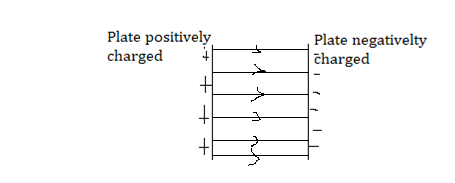 Plate positively
charged
Plate negativelty
charged
+
+
+
+
-
-
-
-
-
-